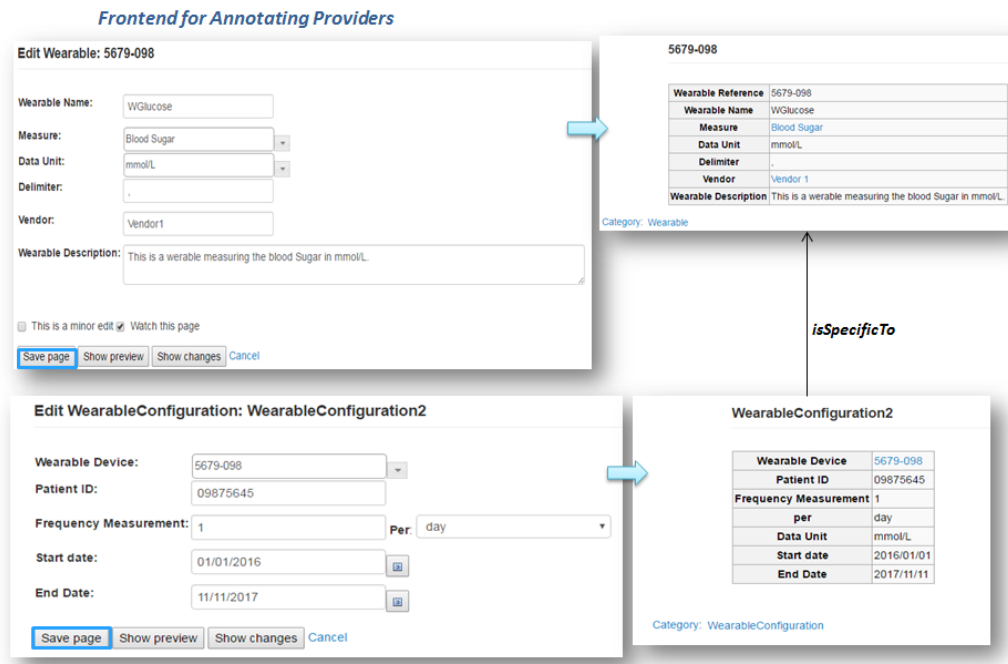 Frontend for Annotating Providers
Edit Wearable: 5679-098
Wearable Name: WGlucose
Measure: Blood Sugar
Data Unit: mmol/L
Delimiter: ,
Vendor: Vendor1
Wearable Description: This is a werable measuring the blood Sugar in mmol/L.
This is a minor edit Watch this page
Save page Show preview Show changes Cancel
5679-098
Wearable Reference 5679-098
Wearable Name WGlucose
Measure Blood Sugar
Data Unit mmol/L
Delimiter ,
Vendor Vendor 1
Wearable Description This is a werable measuring the blood Sugar in mmol/L.
Category: Wearable
isSpecificTo
Edit WearableConfiguration: WearableConfiguration2
Wearable Device: 5679-098
Patient ID: 09875645
Frequency Measurement: 1 Per: day
Start date: 01/01/2016
End Date: 11/11/2017
Save page Show preview Show changes Cancel
WearableConfiguration2
Wearable Device 5679-098
Patient ID 09875645
Frequency Measurement 1
per day
Data Unit mmol/L
Start date 2016/01/01
End Date 2017/11/11
Category: WearableConfiguration